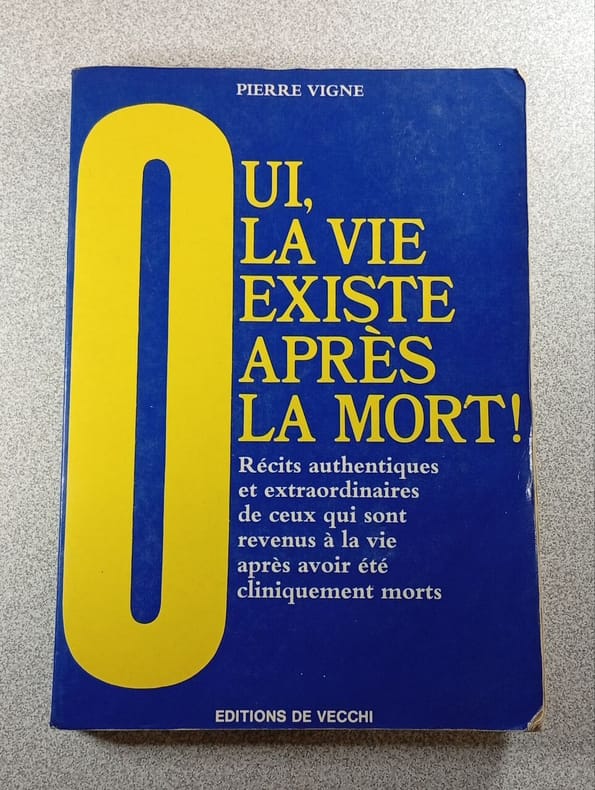 PIERRE VIGNE
OUI,
LA VIE
EXISTE
APRÈS
LA MORT!
Récits authentiques
et extraordinaires
de ceux qui sont
revenus à la vie
après avoir été
cliniquement morts
EDITIONS DE VECCHI